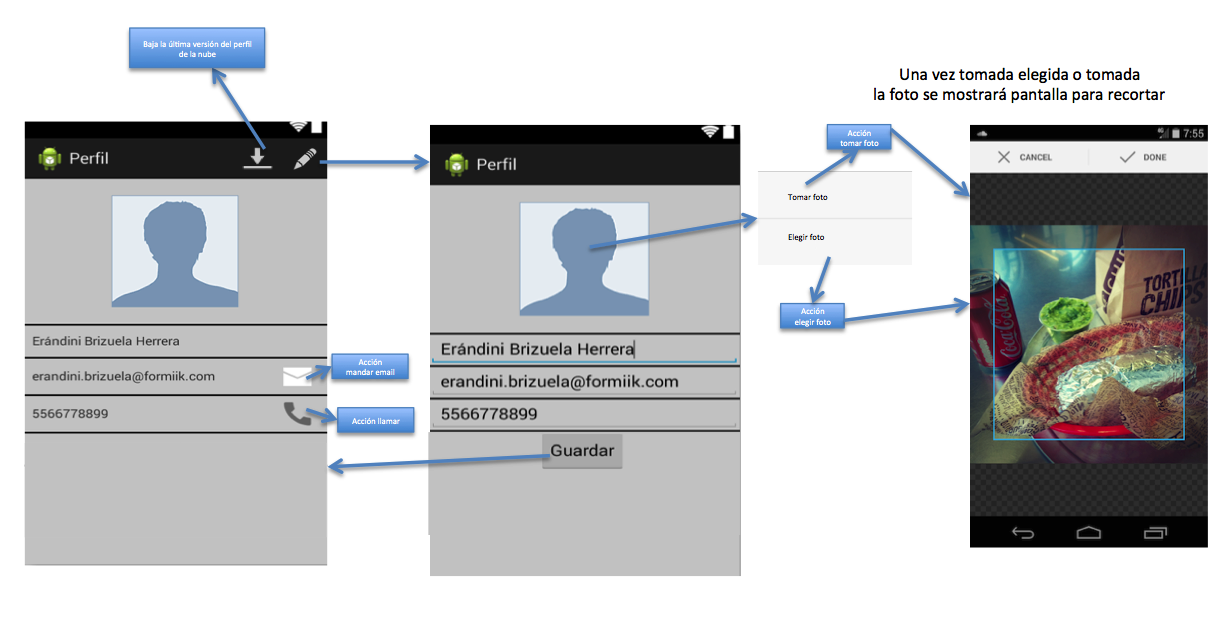 Baja la última versión del perfil
de la nube
Perfil
Erándini Brizuela Herrera
erandini.brizuela@formiik.com
5566778899
Acción
mandar email
Acción llamar
Perfil
Erándini Brizuela Herrera
erandini.brizuela@formiik.com
5566778899
Guardar
Tomar foto
Elegir foto
Acción
tomar foto
Acción
elegir foto
Una vez tomada elegida o tomada
la foto se mostrará pantalla para recortar
4G
7:55
CANCEL
DONE
TORTILLA
CHIPS
Coca-Cola